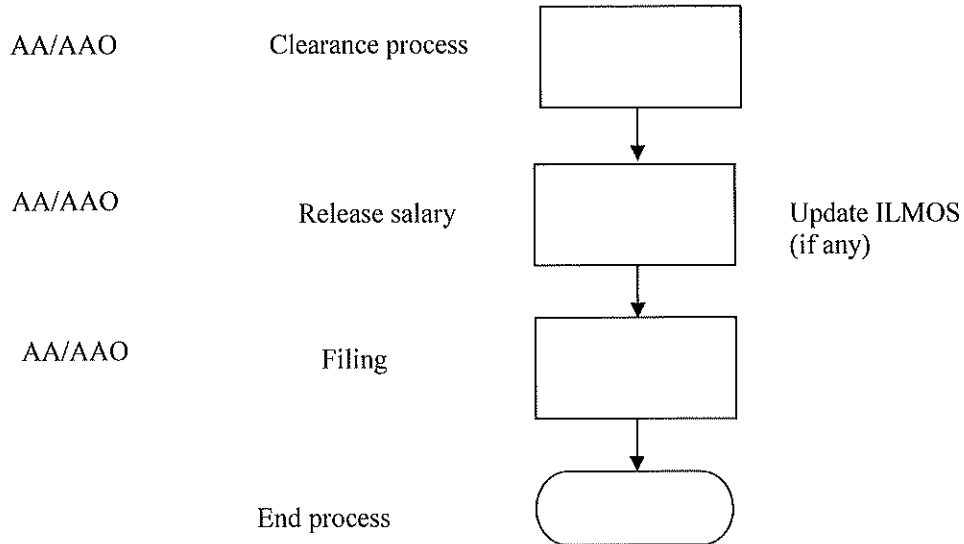 AA/AAO
Clearance process
AA/AAO
Release salary
Update ILMOS
(if any)
AA/AAO
Filing
End process